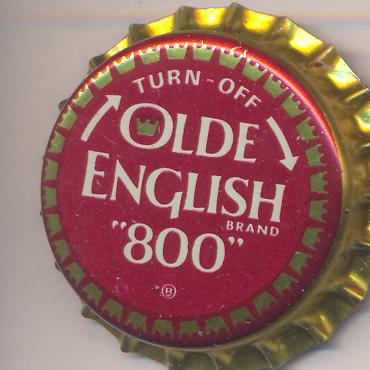 TURN-OFF
OLDE
ENGLISH
BRAND
"800"
®